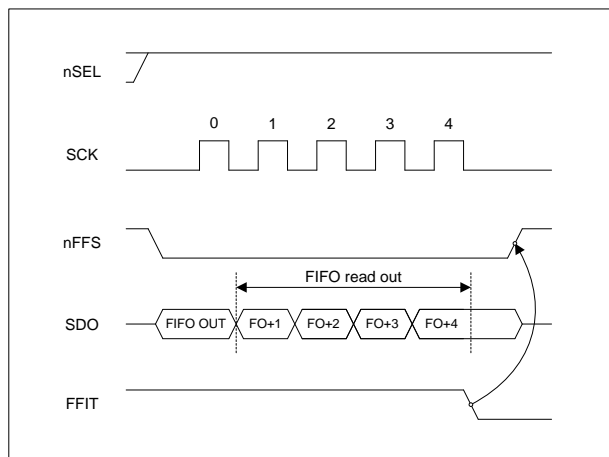 nSEL
0 1 2 3 4
SCK
nFFS
FIFO read out
SDO FIFO OUT FO+1 FO+2 FO+3 FO+4
FFIT